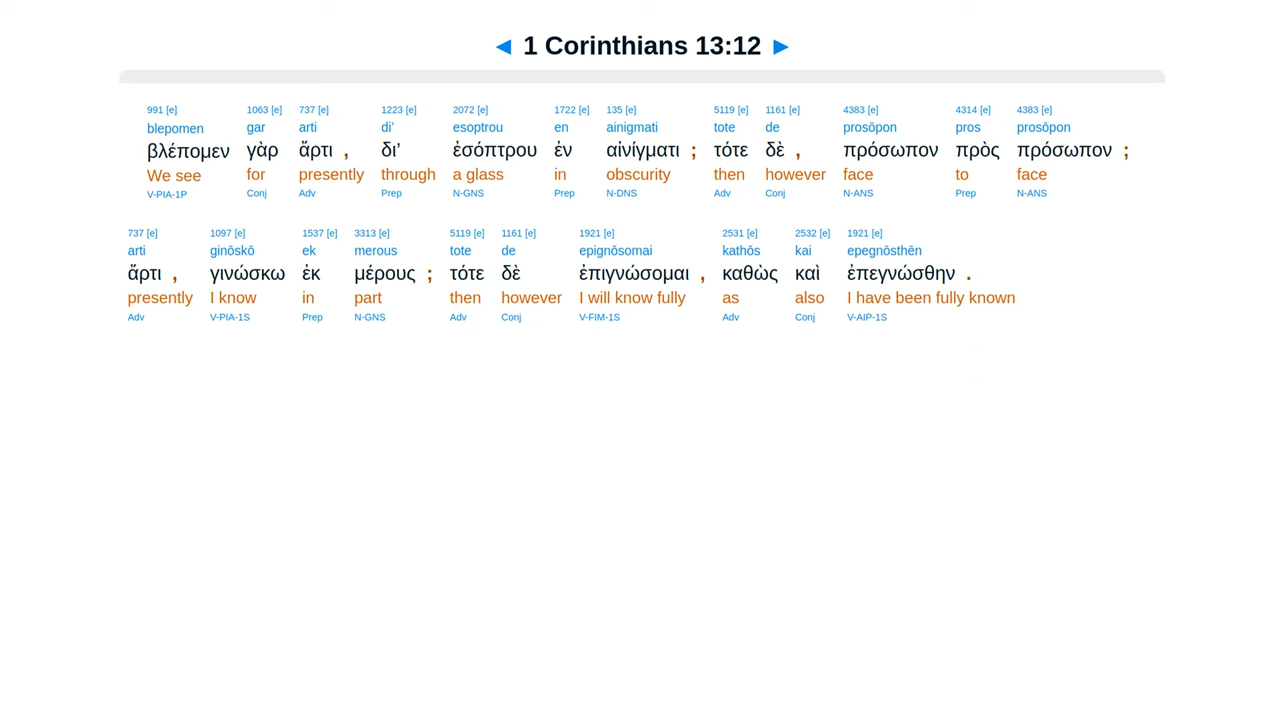 ◄ 1 Corinthians 13:12 ►
991 [e] 1063 [e] 737 [e] 1223 [e] 2072 [e] 1722 [e] 135 [e] 5119 [e] 1161 [e] 4383 [e] 4314 [e] 4383 [e]
blepomen gar arti di’ esoptrou en ainigmati tote de prosōpon pros prosōpon
βλέπομεν γὰρ ἄρτι , δι’ ἐσόπτρου ἐν αἰνίγματι ; τότε δὲ , πρόσωπον πρὸς πρόσωπον ;
We see for presently through a glass in obscurity then however face to face
V-PIA-1P Conj Adv Prep N-GNS Prep N-DNS Adv Conj N-ANS Prep N-ANS
737 [e] 1097 [e] 1537 [e] 3313 [e] 5119 [e] 1161 [e] 1921 [e] 2531 [e] 2532 [e] 1921 [e]
arti ginōskō ek merous tote de epignōsomai kathōs kai epegnōsthēn
ἄρτι , γινώσκω ἐκ μέρους ; τότε δὲ ἐπιγνώσομαι , καθὼς καὶ ἐπεγνώσθην .
presently I know in part then however I will know fully as also I have been fully known
Adv V-PIA-1S Prep N-GNS Adv Conj V-FIM-1S Adv Conj V-AIP-1S